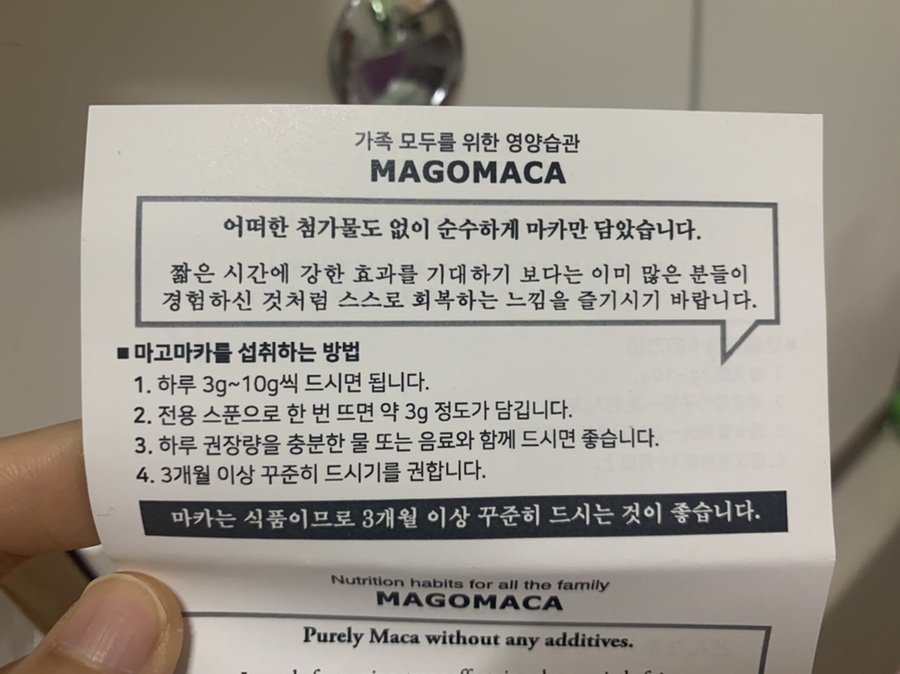 가족 모두를 위한 영양습관
MAGOMACA
어떠한 첨가물도 없이 순수하게 마카만 담았습니다.
짧은 시간에 강한 효과를 기대하기 보다는 이미 많은 분들이
경험하신 것처럼 스스로 회복하는 느낌을 즐기시기 바랍니다.
■ 마고마카를 섭취하는 방법
1. 하루 3g~10g씩 드시면 됩니다.
2. 전용 스푼으로 한 번 뜨면 약 3g 정도가 담깁니다.
3. 하루 권장량을 충분한 물 또는 음료와 함께 드시면 좋습니다.
4. 3개월 이상 꾸준히 드시기를 권합니다.
마카는 식품이므로 3개월 이상 꾸준히 드시는 것이 좋습니다.
Nutrition habits for all the family
MAGOMACA
Purely Maca without any additives.